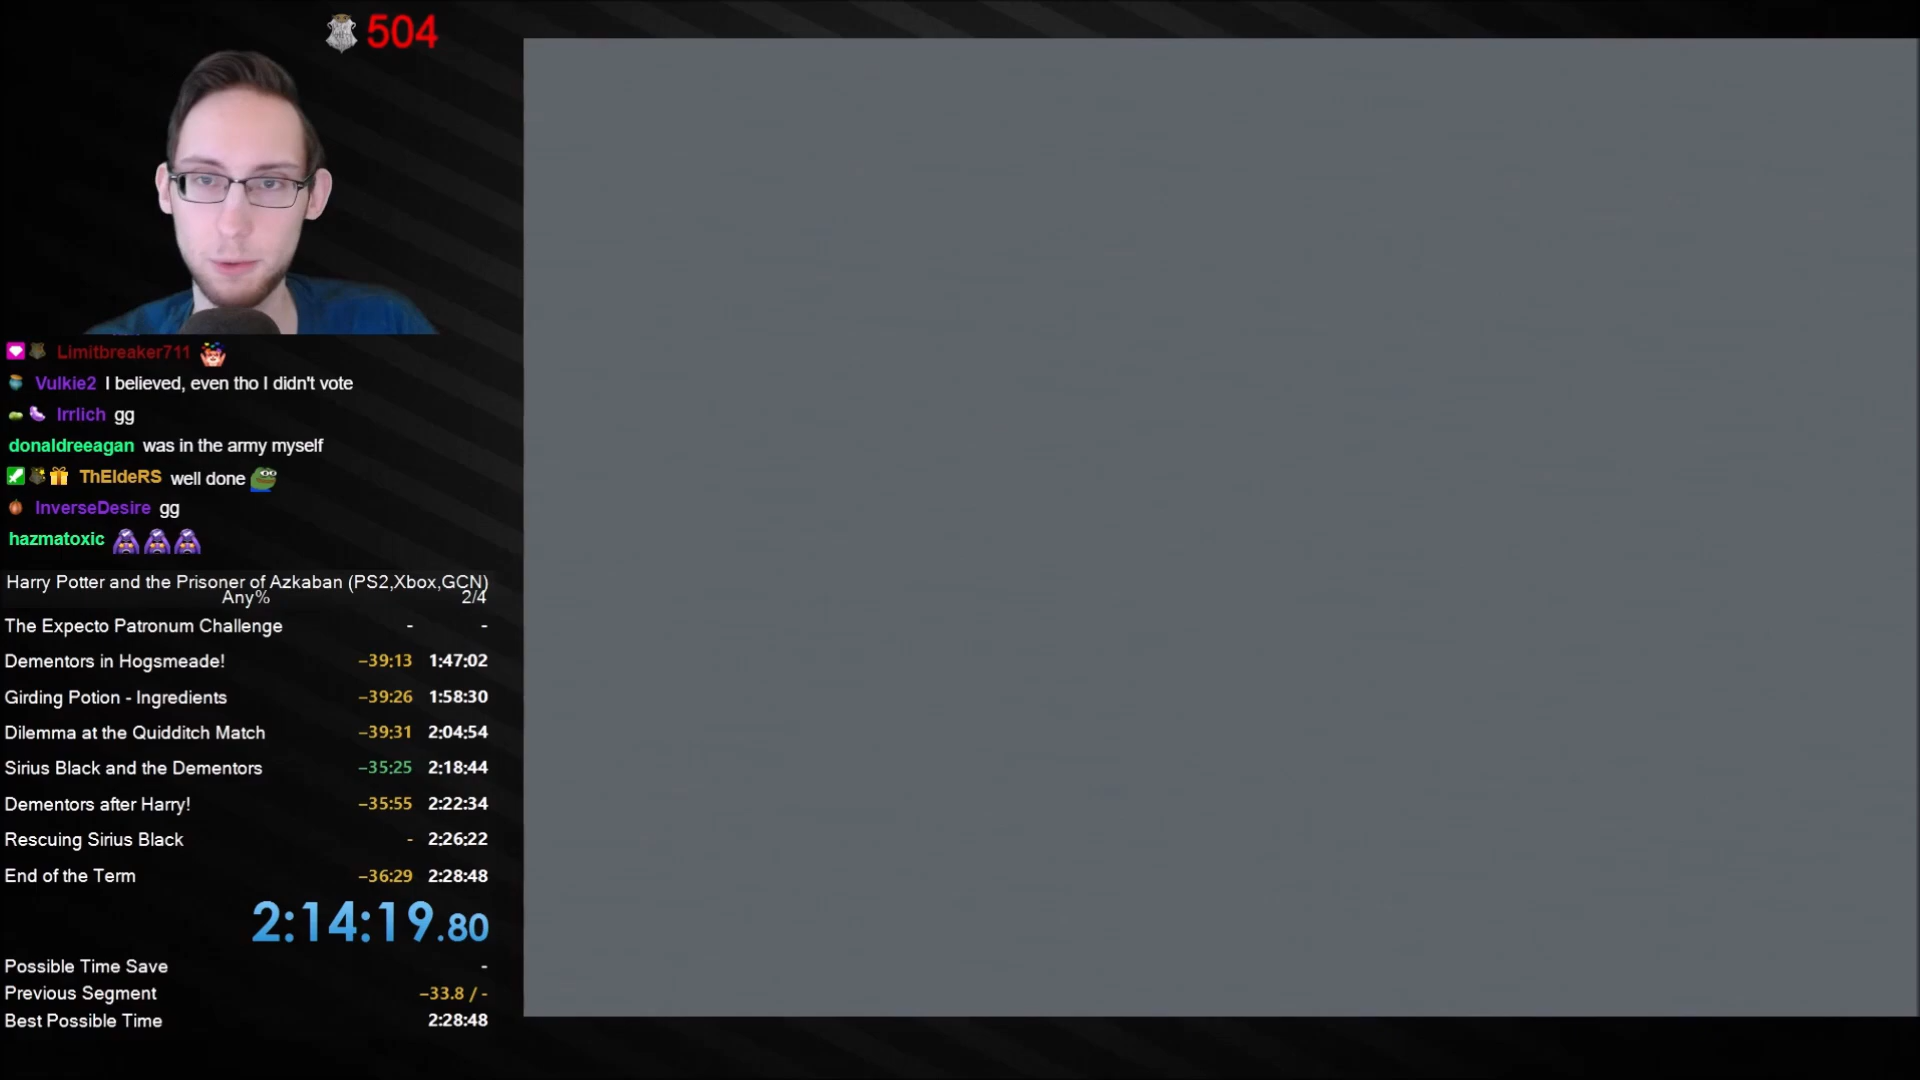 504
Limitbreaker711
Vulkie2 I believed, even tho I didn't vote
Irrlich gg
donaldreeagan was in the army myself
ThEldeRS well done
InverseDesire gg
hazmatoxic
Harry Potter and the Prisoner of Azkaban (PS2,Xbox,GCN)
Any% 2/4
The Expecto Patronum Challenge - -
Dementors in Hogsmeade! −39:13 1:47:02
Girding Potion - Ingredients −39:26 1:58:30
Dilemma at the Quidditch Match −39:31 2:04:54
Sirius Black and the Dementors −35:25 2:18:44
Dementors after Harry! −35:55 2:22:34
Rescuing Sirius Black - 2:26:22
End of the Term −36:29 2:28:48
2:14:19.80
Possible Time Save -
Previous Segment −33.8 / -
Best Possible Time 2:28:48